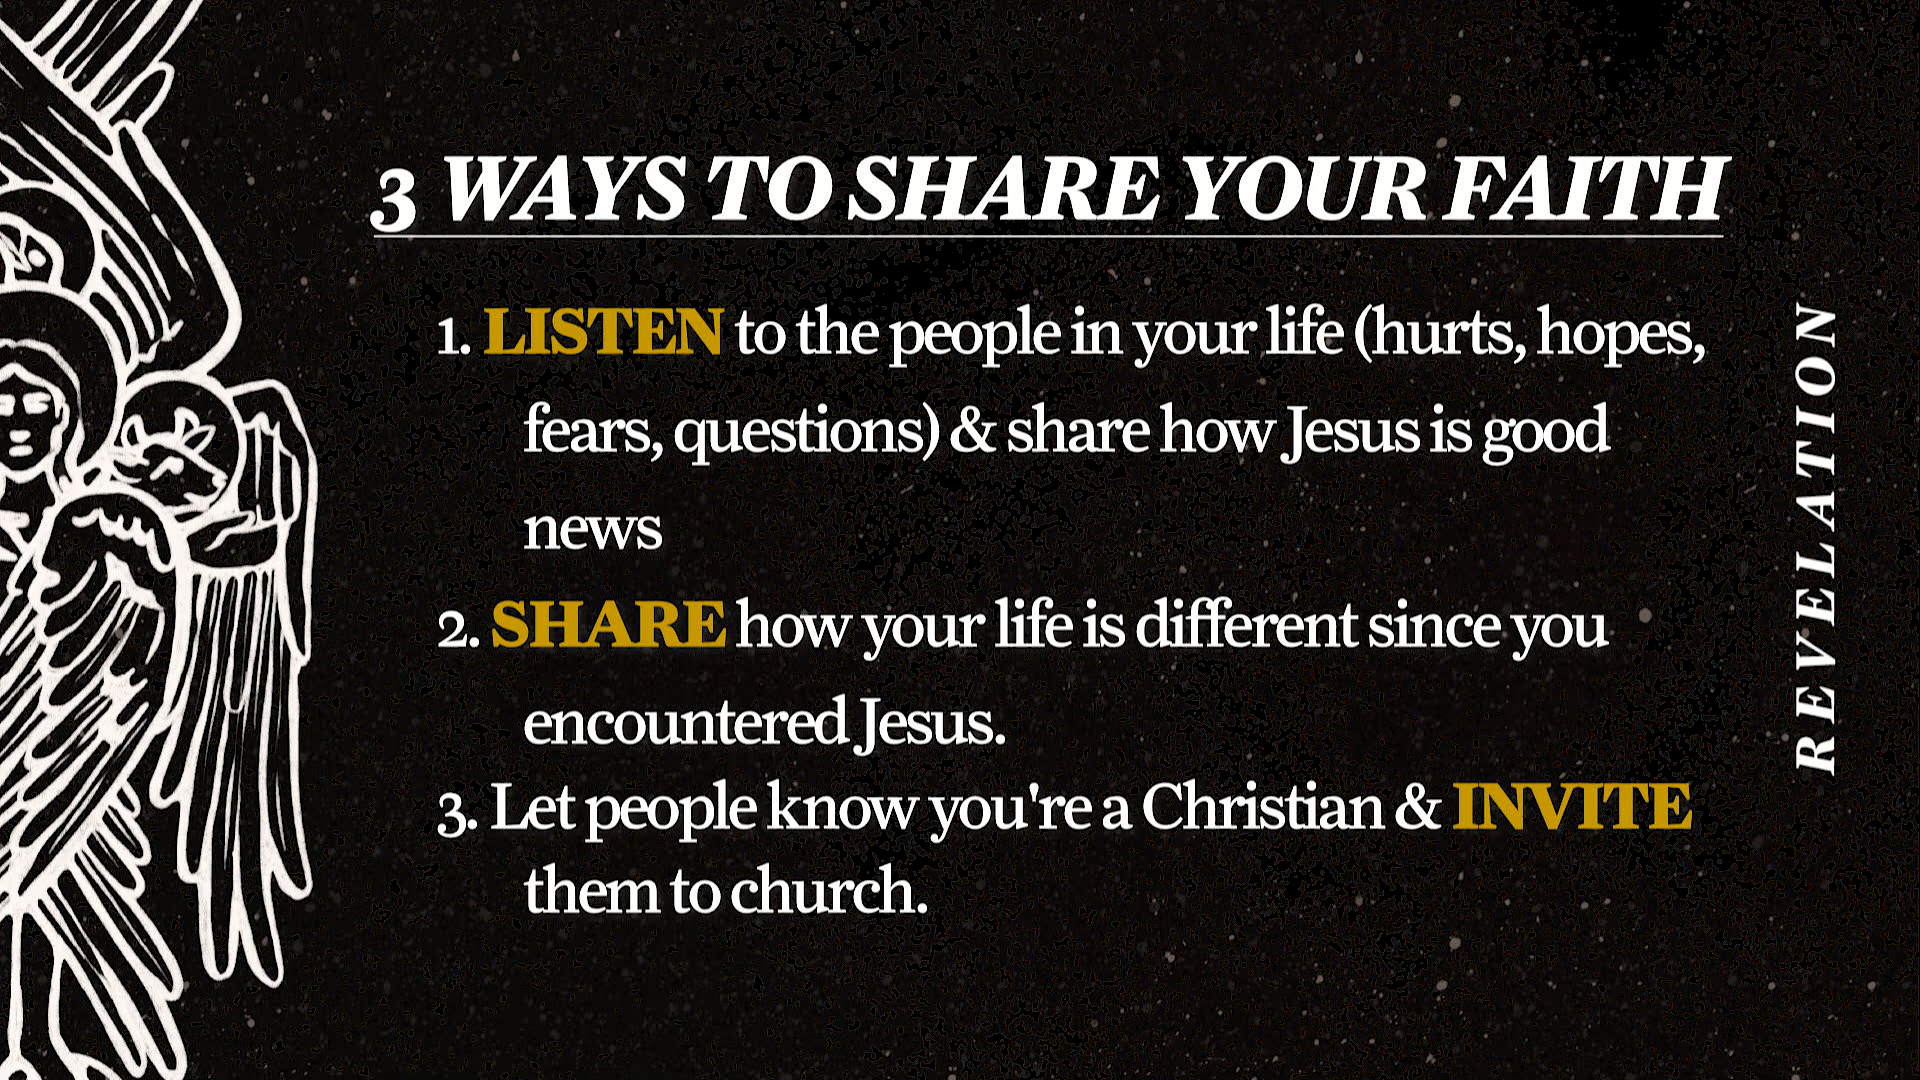 3 WAYS TO SHARE YOUR FAITH
1. LISTEN to the people in your life (hurts, hopes,
fears, questions) & share how Jesus is good
news
2. SHARE how your life is different since you
encountered Jesus.
3. Let people know you're a Christian & INVITE
them to church.
REVELATION